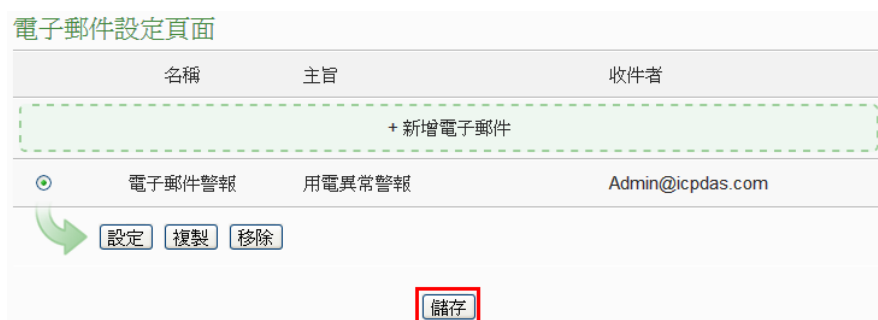 電子郵件設定頁面
名稱 主旨 收件者
+ 新增電子郵件
電子郵件警報 用電異常警報 Admin@icpdas.com
設定 複製 移除
儲存